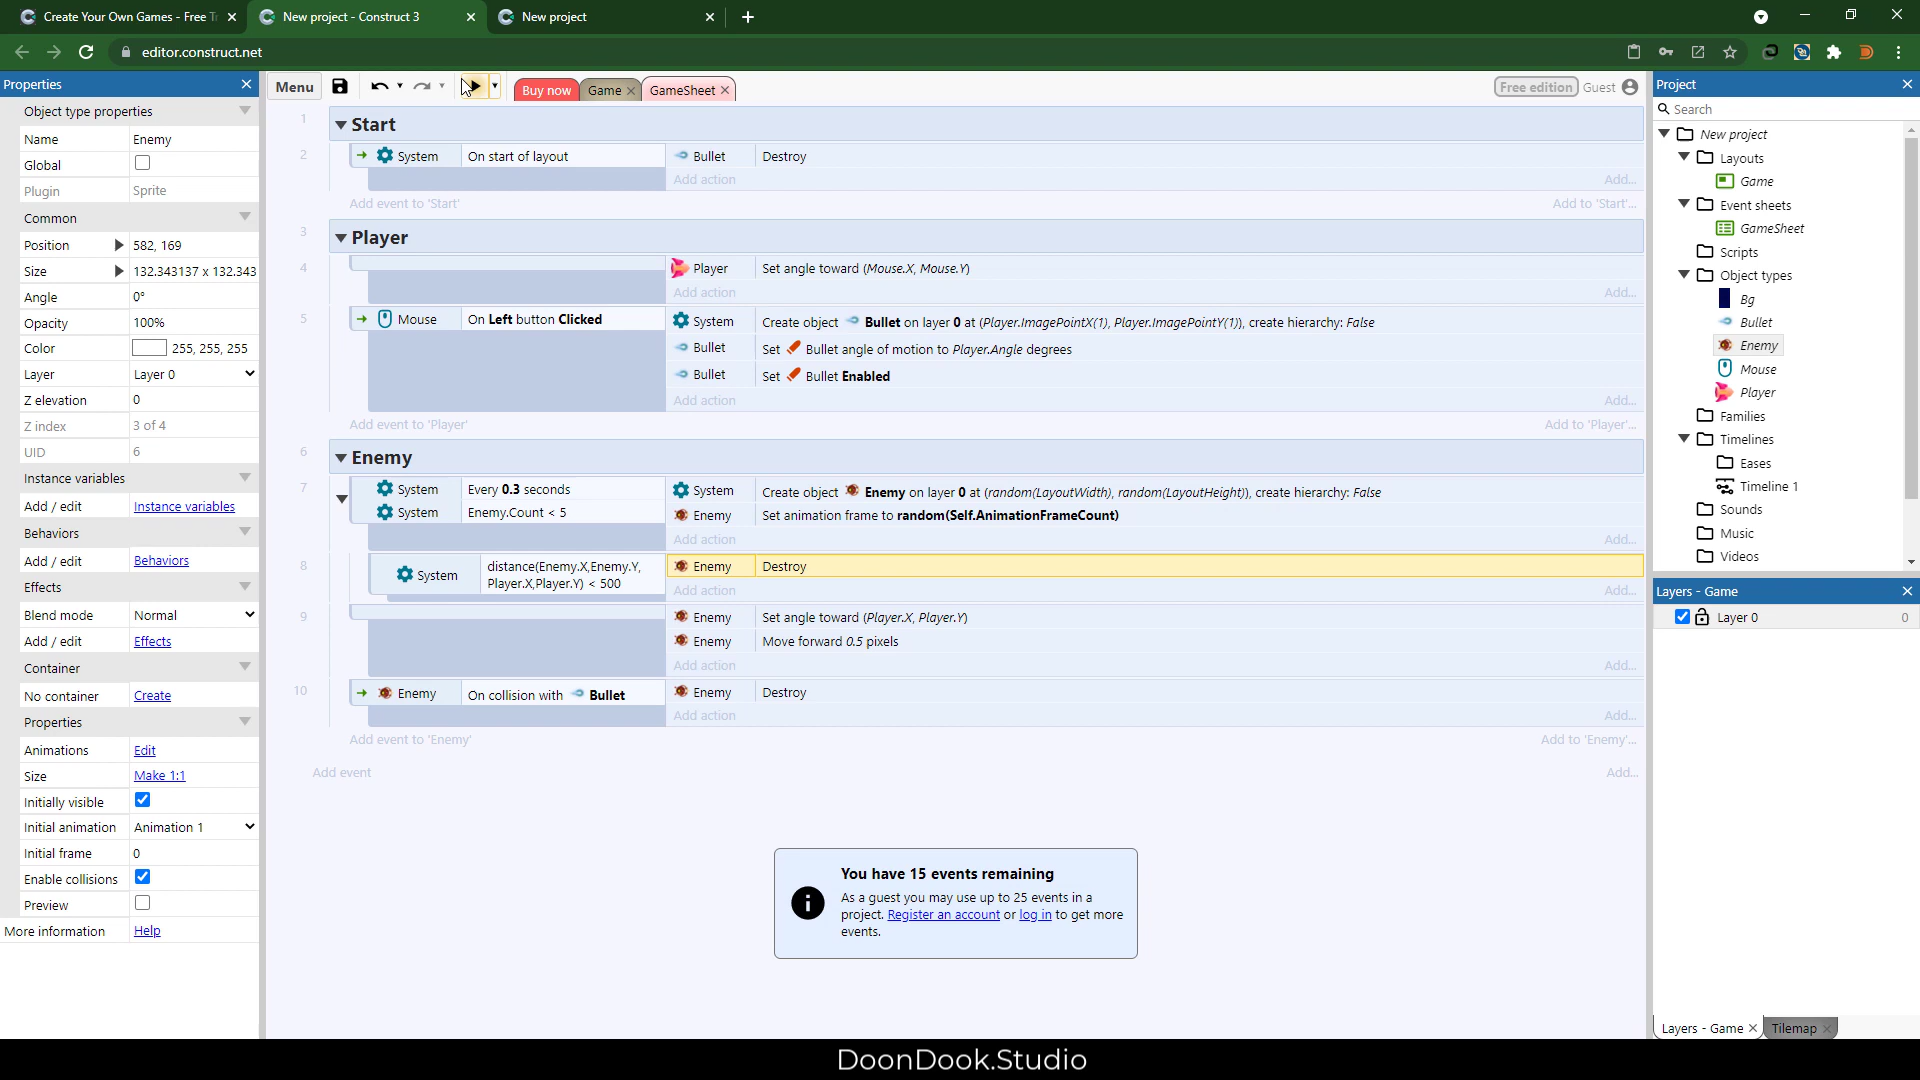 Create Your Own Games - Free Tr
New project - Construct 3
New project
editor.construct.net
Properties
Menu
Buy now
Game
GameSheet
Free edition
Guest
Project
Object type properties
Name Enemy
Global
Plugin Sprite
Common
Position 582, 169
Size 132.343137 x 132.343
Angle 0°
Opacity 100%
Color 255, 255, 255
Layer Layer 0
Z elevation 0
Z index 3 of 4
UID 6
Instance variables
Add / edit Instance variables
Behaviors
Add / edit Behaviors
Effects
Blend mode Normal
Add / edit Effects
Container
No container Create
Properties
Animations Edit
Size Make 1:1
Initially visible
Initial animation Animation 1
Initial frame 0
Enable collisions
Preview
More information Help
1 Start
2 System On start of layout Bullet Destroy
Add action Add...
Add event to 'Start' Add to 'Start'...
3 Player
4 Player Set angle toward (Mouse.X, Mouse.Y)
Add action Add...
5 Mouse On Left button Clicked System Create object Bullet on layer 0 at (Player.ImagePointX(1), Player.ImagePointY(1)), create hierarchy: False
Bullet Set Bullet angle of motion to Player.Angle degrees
Bullet Set Bullet Enabled
Add action Add...
Add event to 'Player' Add to 'Player'...
6 Enemy
7 System Every 0.3 seconds System Create object Enemy on layer 0 at (random(LayoutWidth), random(LayoutHeight)), create hierarchy: False
System Enemy.Count < 5 Enemy Set animation frame to random(Self.AnimationFrameCount)
Add action Add...
8 System distance(Enemy.X,Enemy.Y, Enemy Destroy
Player.X,Player.Y) < 500
Add action Add...
9 Enemy Set angle toward (Player.X, Player.Y)
Enemy Move forward 0.5 pixels
Add action Add...
10 Enemy On collision with Bullet Enemy Destroy
Add action Add...
Add event to 'Enemy' Add to 'Enemy'...
Add event Add...
You have 15 events remaining
As a guest you may use up to 25 events in a
project. Register an account or log in to get more
events.
Search
New project
Layouts
Game
Event sheets
GameSheet
Scripts
Object types
Bg
Bullet
Enemy
Mouse
Player
Families
Timelines
Eases
Timeline 1
Sounds
Music
Videos
Layers - Game
Layer 0 0
Layers - Game
Tilemap
DoonDook.Studio